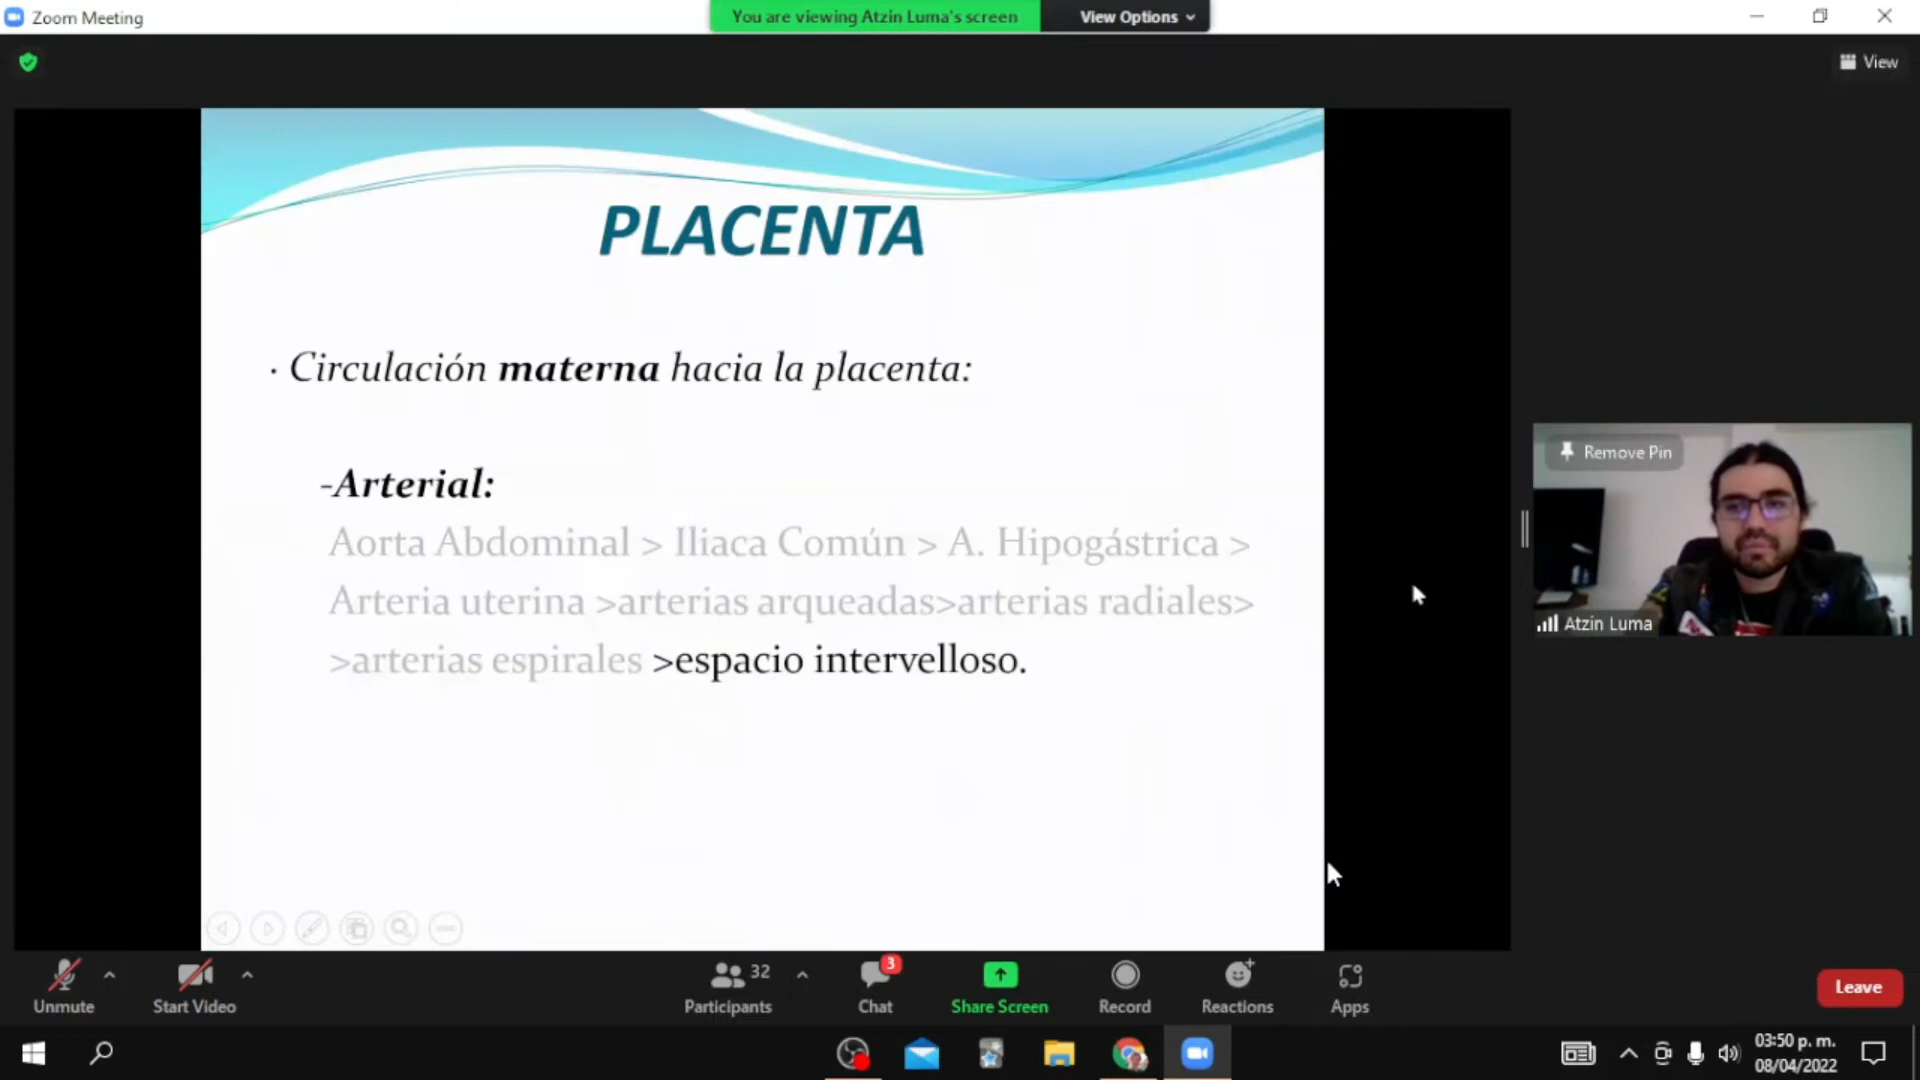 Zoom Meeting
You are viewing Atzin Luma's screen
View Options
View
PLACENTA
· Circulación materna hacia la placenta:
-Arterial:
Aorta Abdominal > Iliaca Común > A. Hipogástrica >
Arteria uterina >arterias arqueadas>arterias radiales>
>arterias espirales >espacio intervelloso.
Remove Pin
Atzin Luma
Unmute
Start Video
32
Participants
3
Chat
Share Screen
Record
Reactions
Apps
Leave
03:50 p. m.
08/04/2022